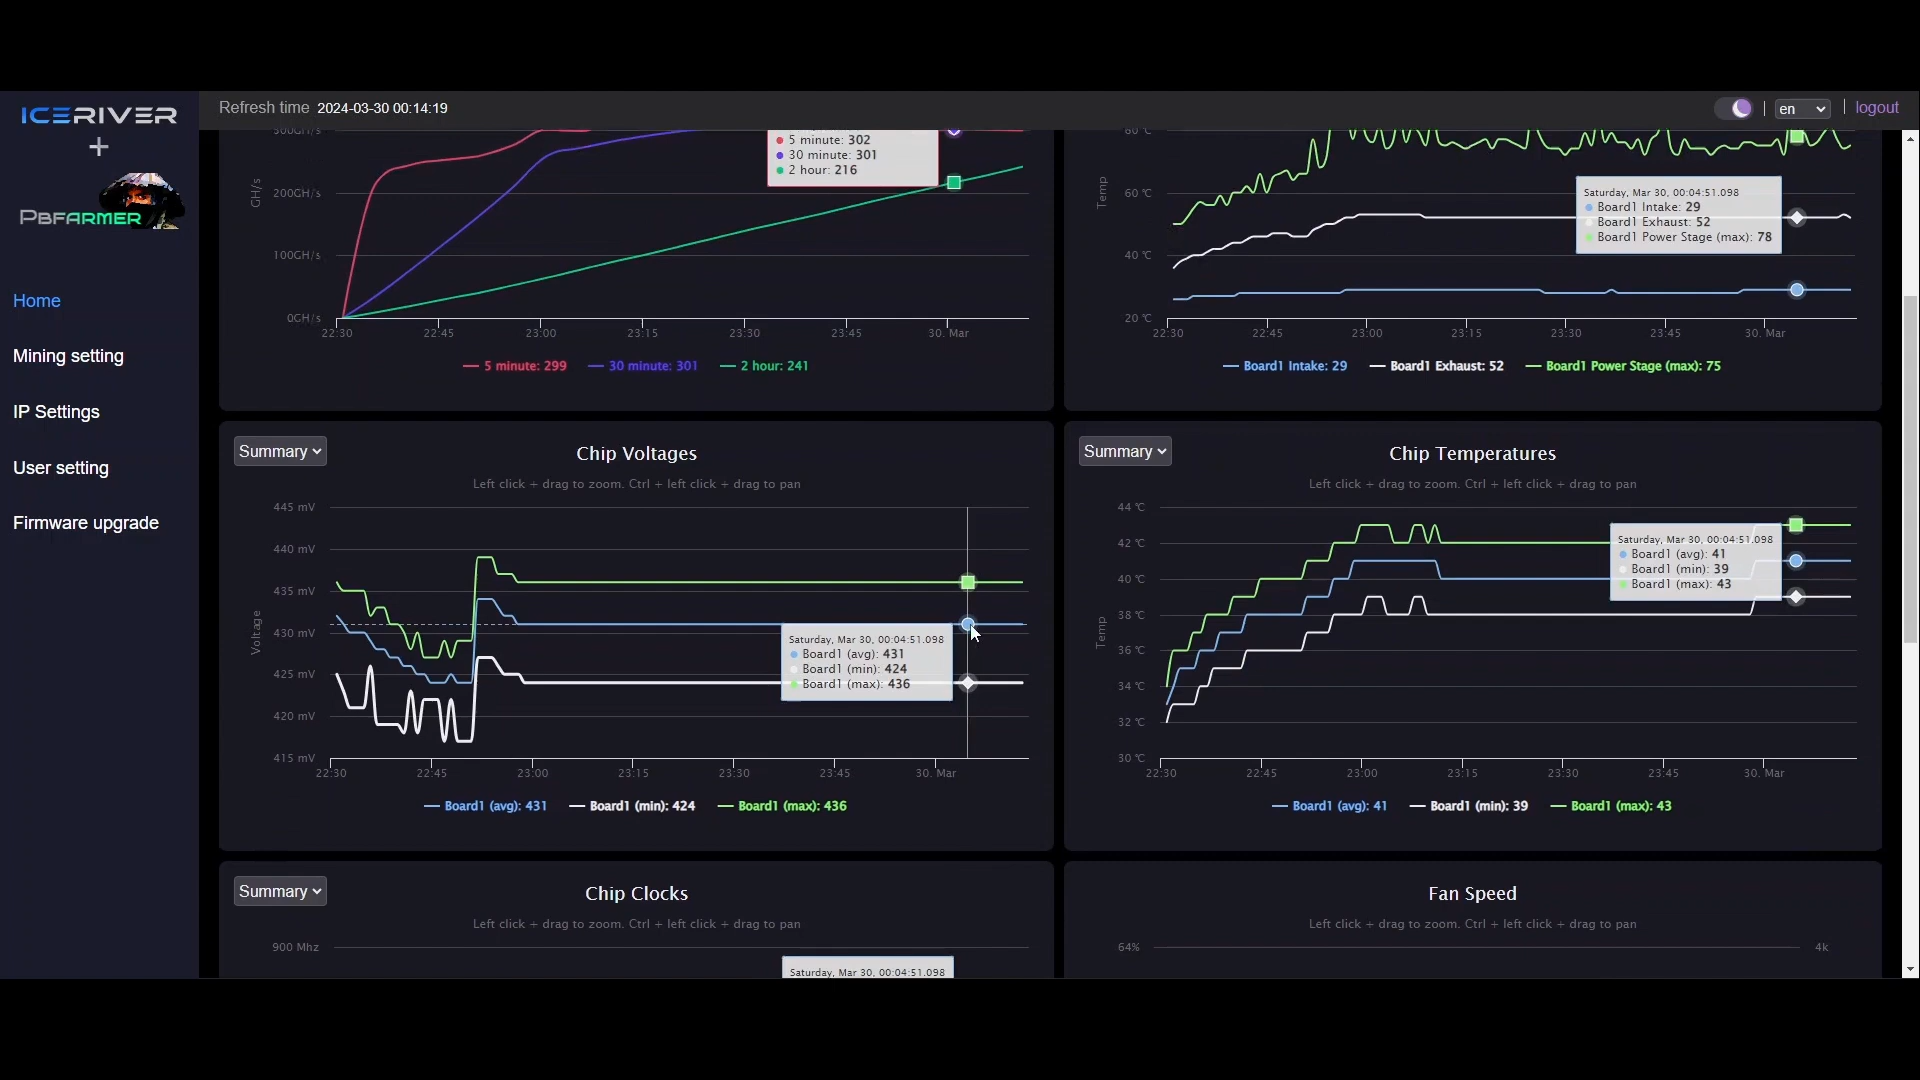 ICERIVER
+
PBFARMER
Home
Mining setting
IP Settings
User setting
Firmware upgrade
Refresh time 2024-03-30 00:14:19
en
logout
300GH/s
200GH/s
100GH/s
0GH/s
GH/s
5 minute: 302
30 minute: 301
2 hour: 216
22:30 22:45 23:00 23:15 23:30 23:45 30. Mar
5 minute: 299 30 minute: 301 2 hour: 241
80 ℃
60 ℃
40 ℃
20 ℃
Temp
Saturday, Mar 30, 00:04:51.098
Board1 Intake: 29
Board1 Exhaust: 52
Board1 Power Stage (max): 78
22:30 22:45 23:00 23:15 23:30 23:45 30. Mar
Board1 Intake: 29 Board1 Exhaust: 52 Board1 Power Stage (max): 75
Summary
Chip Voltages
Left click + drag to zoom. Ctrl + left click + drag to pan
445 mV
440 mV
435 mV
430 mV
425 mV
420 mV
415 mV
Voltage
Saturday, Mar 30, 00:04:51.098
Board1 (avg): 431
Board1 (min): 424
Board1 (max): 436
22:30 22:45 23:00 23:15 23:30 23:45 30. Mar
Board1 (avg): 431 Board1 (min): 424 Board1 (max): 436
Summary
Chip Temperatures
Left click + drag to zoom. Ctrl + left click + drag to pan
44 ℃
42 ℃
40 ℃
38 ℃
36 ℃
34 ℃
32 ℃
30 ℃
Temp
Saturday, Mar 30, 00:04:51.098
Board1 (avg): 41
Board1 (min): 39
Board1 (max): 43
22:30 22:45 23:00 23:15 23:30 23:45 30. Mar
Board1 (avg): 41 Board1 (min): 39 Board1 (max): 43
Summary
Chip Clocks
Left click + drag to zoom. Ctrl + left click + drag to pan
900 Mhz
Saturday, Mar 30, 00:04:51.098
Fan Speed
Left click + drag to zoom. Ctrl + left click + drag to pan
64%
4k